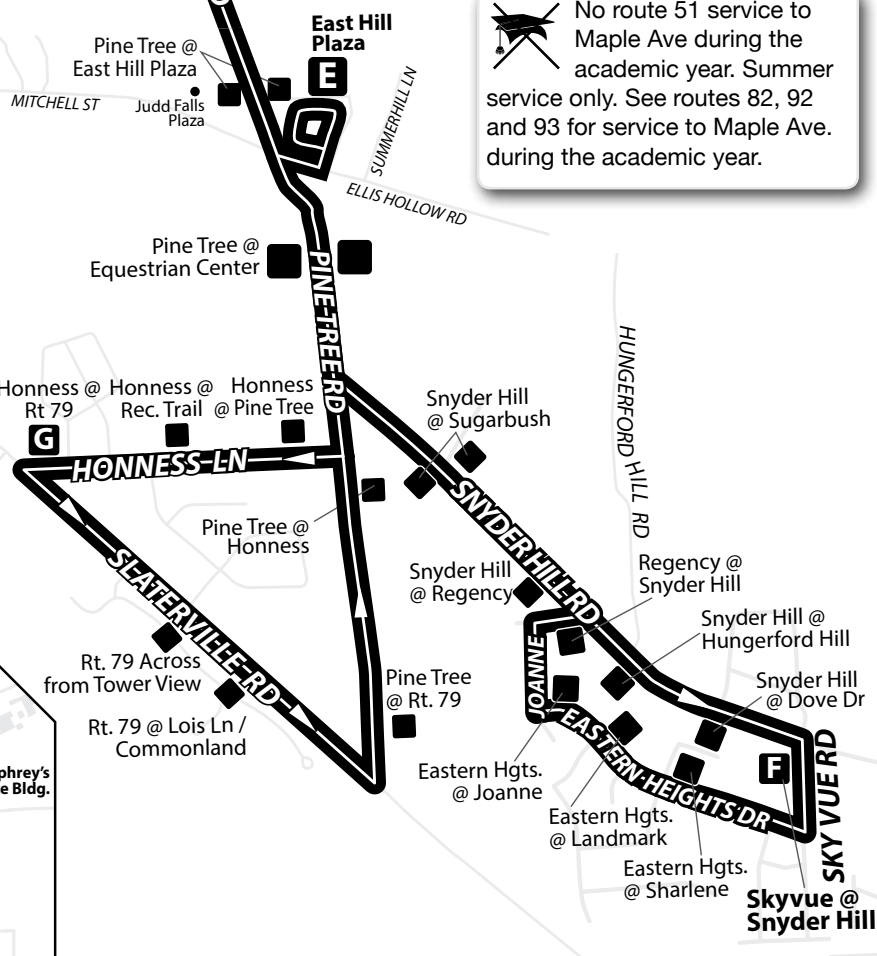 No route 51 service to
Maple Ave during the
academic year. Summer
service only. See routes 82, 92
and 93 for service to Maple Ave.
during the academic year.
East Hill
Plaza
E
Pine Tree @
East Hill Plaza
MITCHELL ST
Judd Falls
Plaza
SUMMERHILL LN
ELLIS HOLLOW RD
Pine Tree @
Equestrian Center
PINE TREE RD
HUNGERFORD HILL RD
Honness @
Rt 79
G
Honness @
Rec. Trail
Honness
@ Pine Tree
HONNESS LN
Snyder Hill
@ Sugarbush
SNYDER HILL RD
Pine Tree @
Honness
Snyder Hill
@ Regency
Regency @
Snyder Hill
Snyder Hill @
Hungerford Hill
SLATERVILLE RD
Rt. 79 Across
from Tower View
Rt. 79 @ Lois Ln /
Commonland
Pine Tree
@ Rt. 79
JOANNE
Snyder Hill
@ Dove Dr
F
SKY VUE RD
EASTERN HEIGHTS DR
Eastern Hgts.
@ Joanne
Eastern Hgts.
@ Landmark
Eastern Hgts.
@ Sharlene
Skyvue @
Snyder Hill
phrey's
e Bldg.